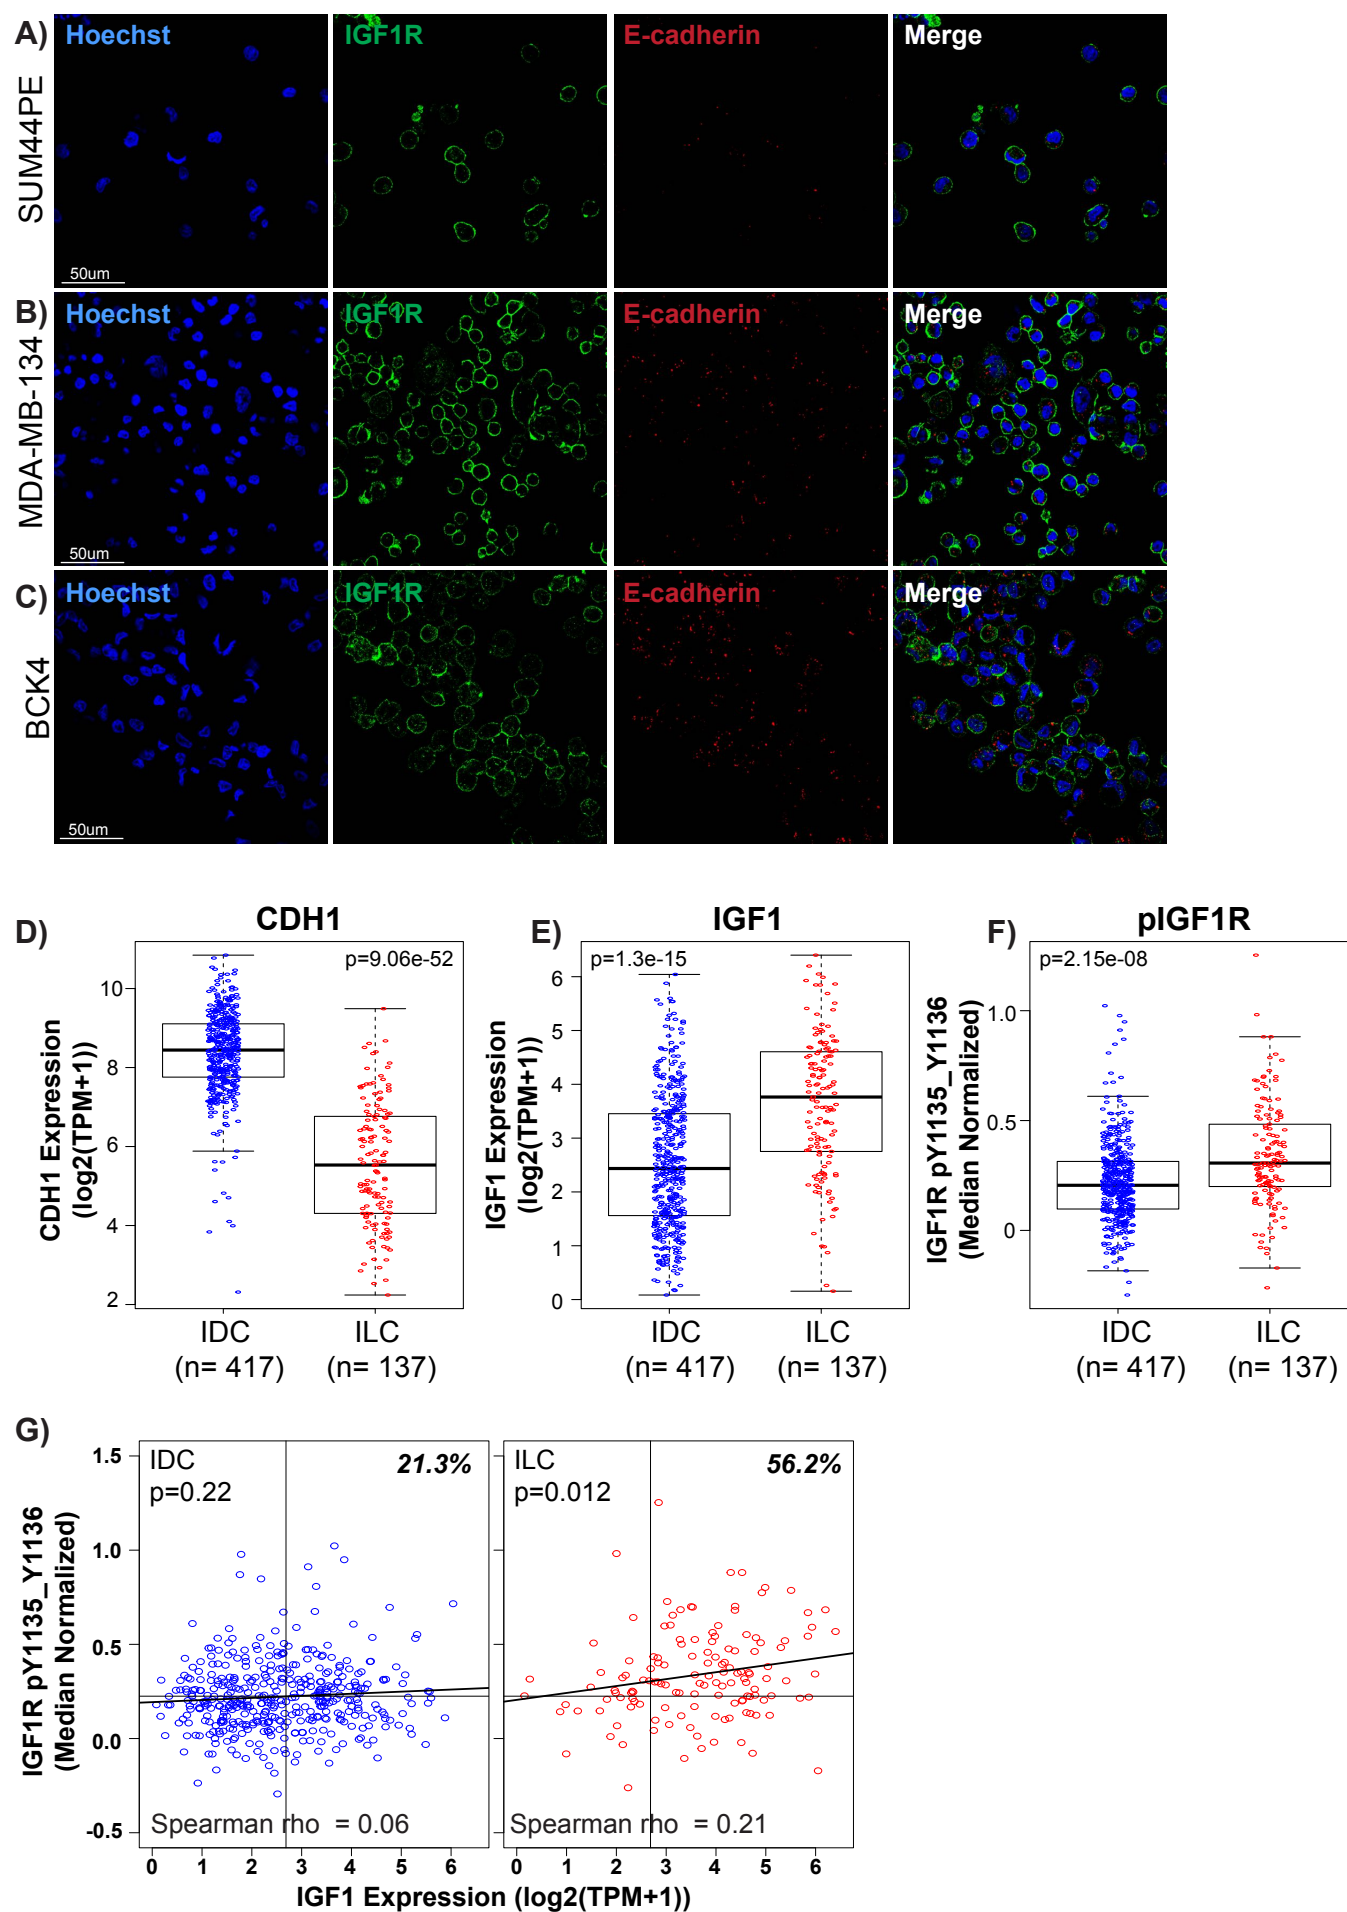 A)
SUM44PE
Hoechst
IGF1R
E-cadherin
Merge
50um
B)
MDA-MB-134
Hoechst
IGF1R
E-cadherin
Merge
50um
C)
BCK4
Hoechst
IGF1R
E-cadherin
Merge
50um
D)
CDH1
p=9.06e-52
CDH1 Expression
(log2(TPM+1))
10
8
6
4
2
IDC
(n= 417)
ILC
(n= 137)
E)
IGF1
p=1.3e-15
IGF1 Expression
(log2(TPM+1))
6
5
4
3
2
1
0
IDC
(n= 417)
ILC
(n= 137)
F)
pIGF1R
p=2.15e-08
IGF1R pY1135_Y1136
(Median Normalized)
1.0
0.5
0
IDC
(n= 417)
ILC
(n= 137)
G)
IGF1R pY1135_Y1136
(Median Normalized)
1.5
1.0
0.5
0.0
-0.5
IDC
21.3%
p=0.22
Spearman rho = 0.06
0 1 2 3 4 5 6
ILC
56.2%
p=0.012
Spearman rho = 0.21
0 1 2 3 4 5 6
IGF1 Expression (log2(TPM+1))